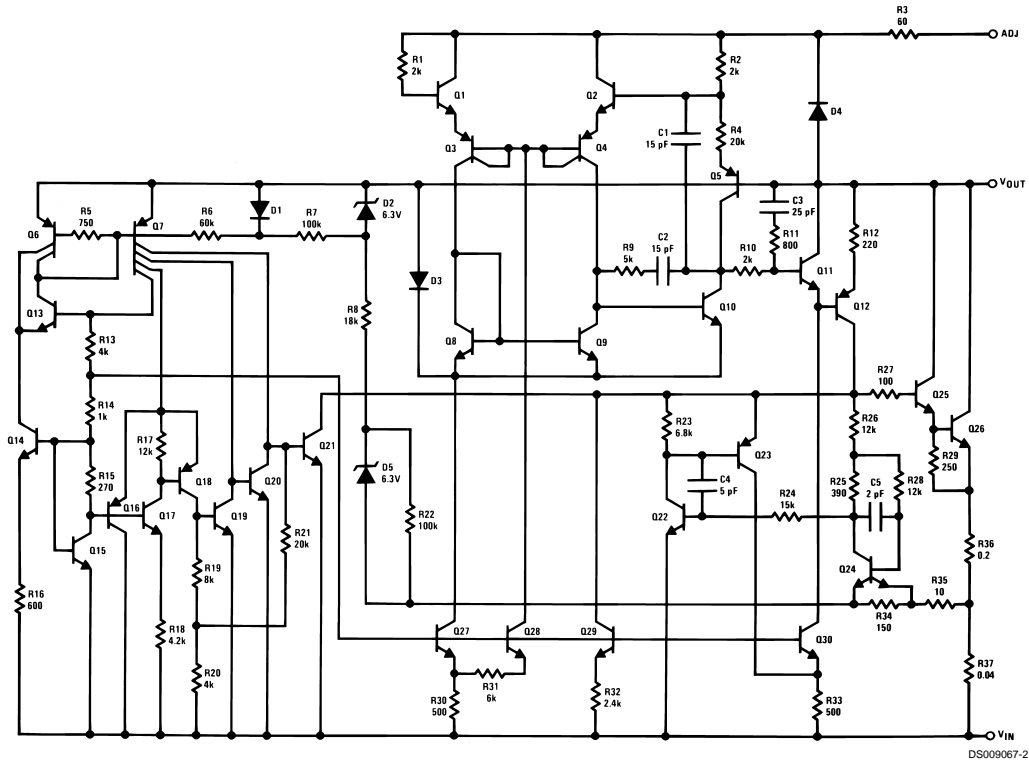 R3
60
ADJ
R1
2k
Q1
Q2
R2
2k
D4
C1
15 pF
R4
20k
Q3
Q4
Q5
VOUT
R5
750
Q6
Q7
R6
60k
D1
R7
100k
D2
6.3V
C3
25 pF
R11
800
R12
220
R9
5k
C2
15 pF
R10
2k
Q11
Q12
D3
Q13
R8
18k
Q10
R13
4k
Q8
Q9
R14
1k
R27
100
Q25
Q14
R17
12k
Q21
R23
6.8k
Q23
R26
12k
Q26
R15
270
Q18
Q20
D5
6.3V
R29
250
C4
5 pF
R25
390
C5
2 pF
R28
12k
Q16
Q17
Q19
R22
100k
Q22
R24
15k
Q15
R21
20k
R36
0.2
R16
600
R19
8k
Q24
R35
10
R34
150
R18
4.2k
Q27
Q28
Q29
Q30
R20
4k
R31
6k
R30
500
R32
2.4k
R33
500
R37
0.04
VIN
DS009067-2